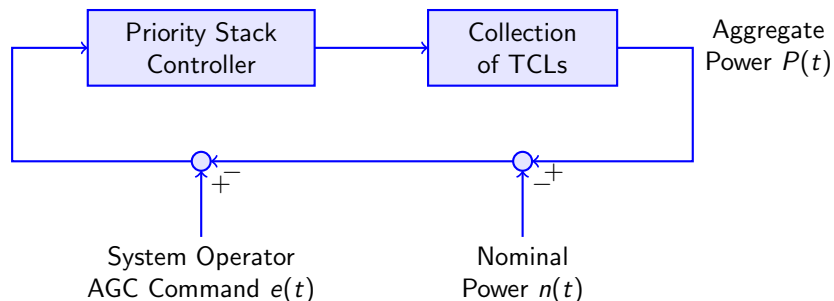 Priority Stack
Controller
Collection
of TCLs
Aggregate
Power P(t)
+ −
− +
System Operator
AGC Command e(t)
Nominal
Power n(t)